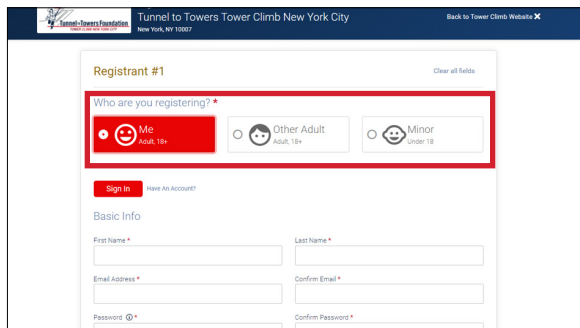 Tunnel to Towers Tower Climb New York City
Back to Tower Climb Website ✕
Tunnel to Towers Foundation
TOWER CLIMB NEW YORK CITY
New York, NY 10007
Registrant #1
Clear all fields
Who are you registering? *
Me
Adult, 18+
Other Adult
Adult, 18+
Minor
Under 18
Sign In
Have An Account?
Basic Info
First Name *
Last Name *
Email Address *
Confirm Email *
Password ⓘ *
Confirm Password *